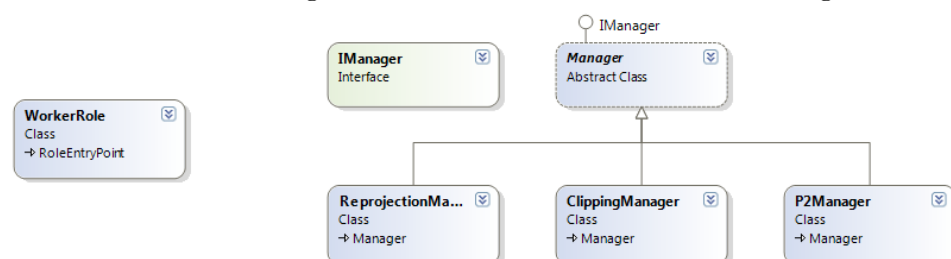 IManager
IManager
Interface
Manager
Abstract Class
WorkerRole
Class
RoleEntryPoint
ReprojectionMa...
Class
Manager
ClippingManager
Class
Manager
P2Manager
Class
Manager